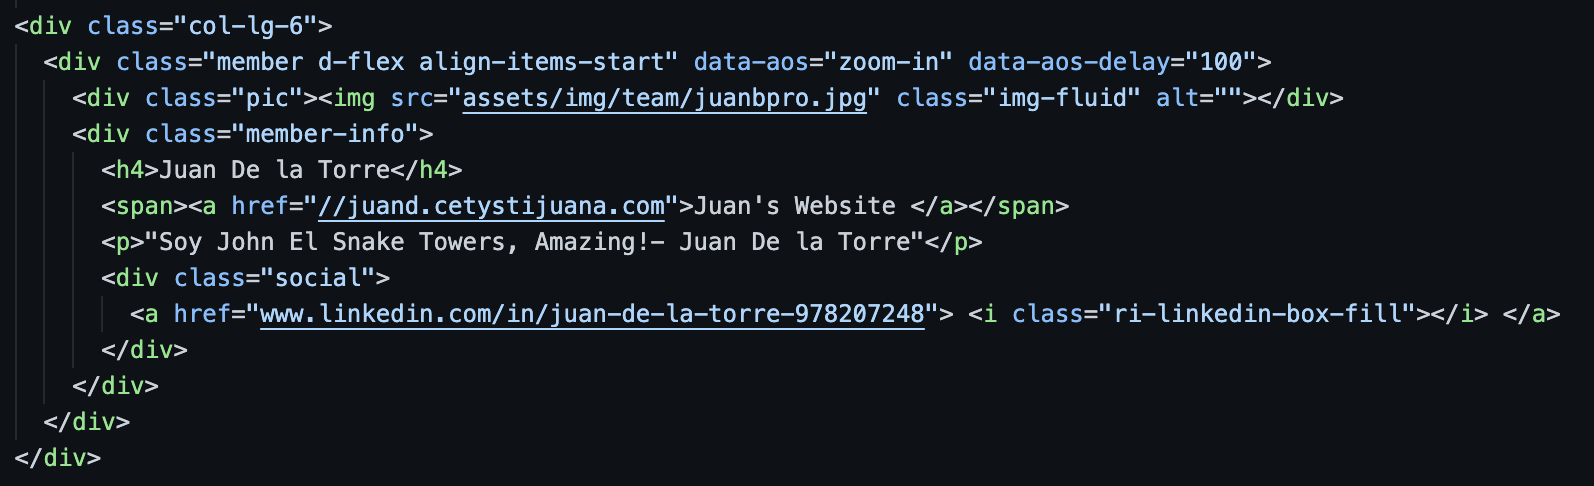 <div class="col-lg-6">
<div class="member d-flex align-items-start" data-aos="zoom-in" data-aos-delay="100">
<div class="pic"><img src="assets/img/team/juanbpro.jpg" class="img-fluid" alt=""></div>
<div class="member-info">
<h4>Juan De la Torre</h4>
<span><a href="//juand.cetystijuana.com">Juan's Website </a></span>
<p>"Soy John El Snake Towers, Amazing!- Juan De la Torre"</p>
<div class="social">
<a href="www.linkedin.com/in/juan-de-la-torre-978207248"> <i class="ri-linkedin-box-fill"></i> </a>
</div>
</div>
</div>
</div>